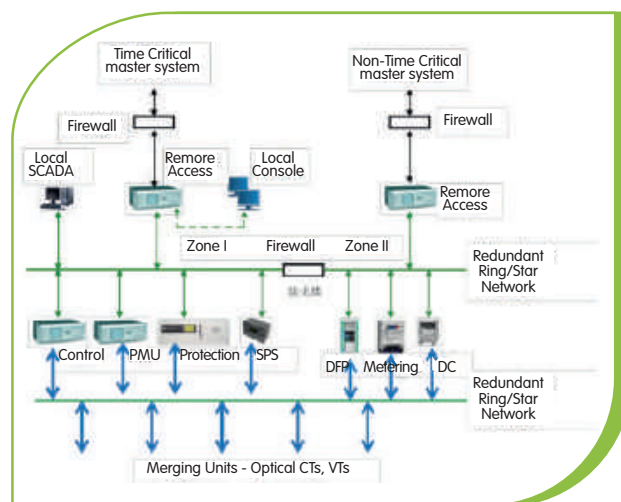 Time Critical
master system
Non-Time Critical
master system
Firewall
Firewall
Local
SCADA
Remore
Access
Local
Console
Remore
Access
Zone I
Firewall
Zone II
Redundant
Ring/Star
Network
Control
PMU
Protection
SPS
DFP
Metering
DC
Redundant
Ring/Star
Network
Merging Units - Optical CTs, VTs